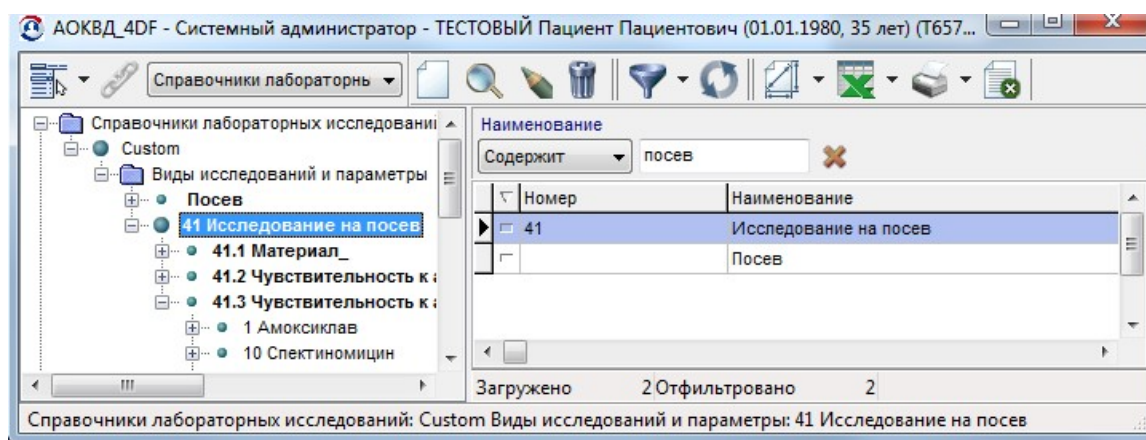 АОКВД_4DF - Системный администратор - ТЕСТОВЫЙ Пациент Пациентович (01.01.1980, 35 лет) (Т657...
Справочники лабораторнь
Справочники лабораторных исследовани
Custom
Виды исследований и параметры
Посев
41 Исследование на посев
41.1 Материал_
41.2 Чувствительность к а
41.3 Чувствительность к а
1 Амоксиклав
10 Спектиномицин
Наименование
Содержит посев
Номер Наименование
41 Исследование на посев
Посев
Загружено 2 Отфильтровано 2
Справочники лабораторных исследований: Custom Виды исследований и параметры: 41 Исследование на посев